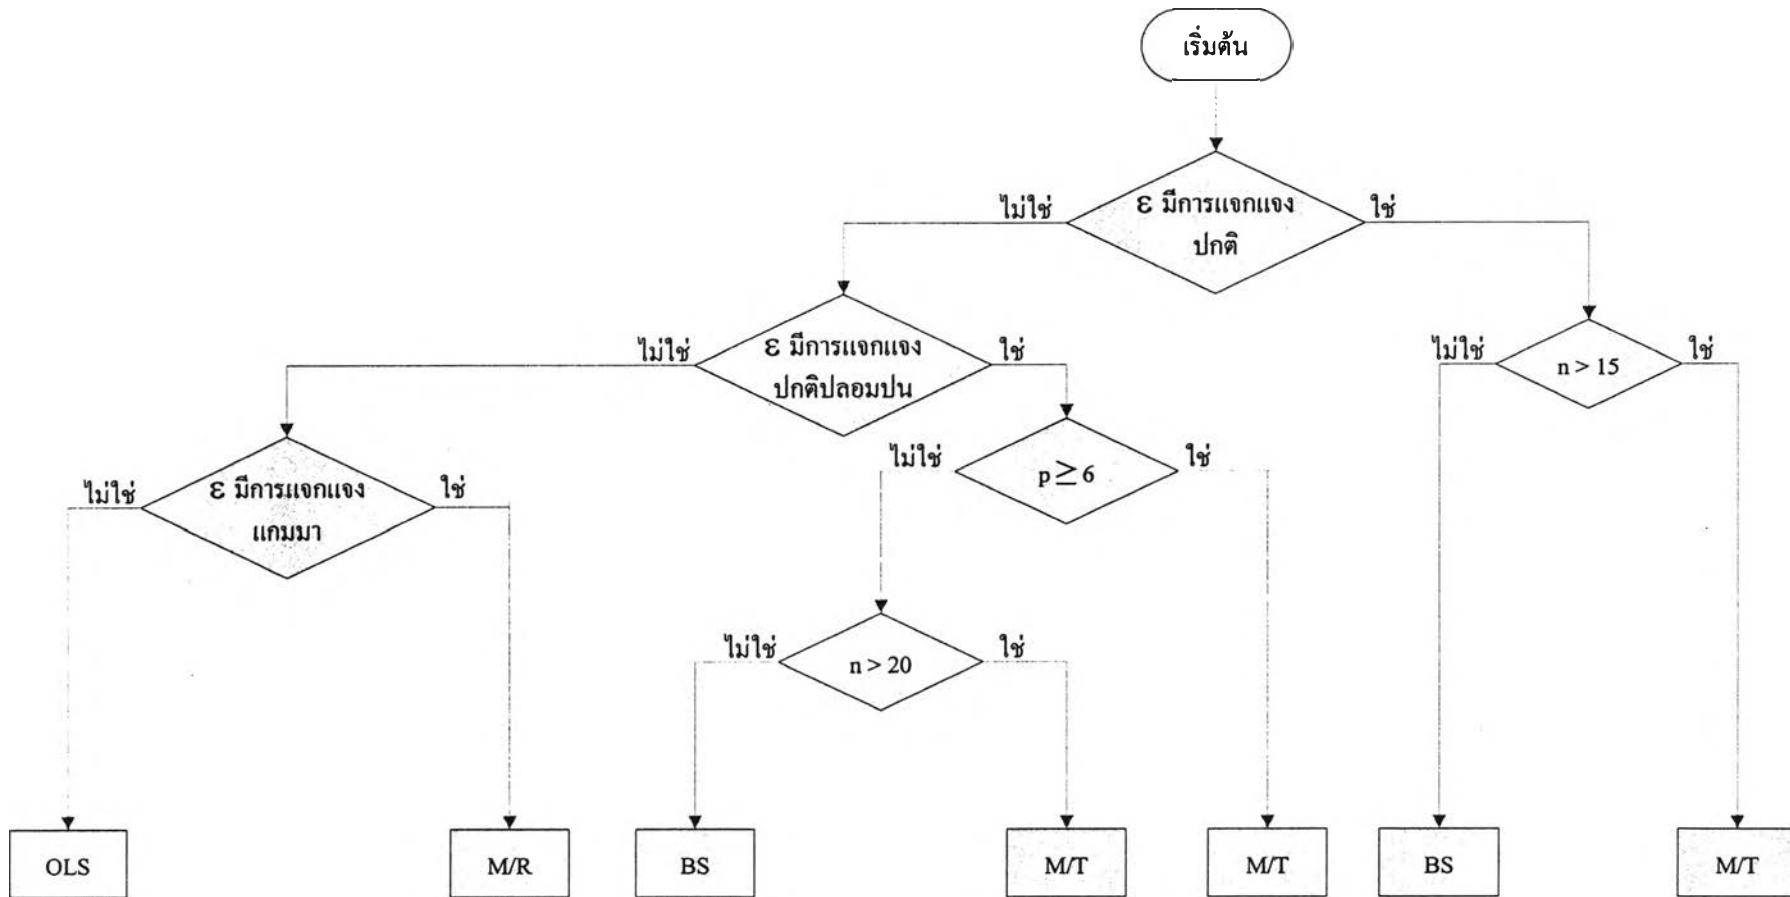 เริ่มต้น
ไม่ใช่
ε มีการแจกแจง
ปกติ
ใช่
ไม่ใช่
ε มีการแจกแจง
ปกติปลอมปน
ใช่
ไม่ใช่
n > 15
ใช่
ไม่ใช่
ε มีการแจกแจง
แกมมา
ใช่
ไม่ใช่
p ≥ 6
ใช่
ไม่ใช่
n > 20
ใช่
OLS
M/R
BS
M/T
M/T
BS
M/T